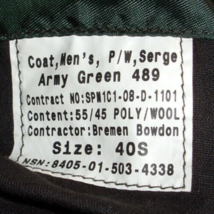 Coat,Men's, P/W,Serge
Army Green 489
Contract NO:SPM1C1-08-D-1101
Content:55/45 POLY/WOOL
Contractor:Bremen Bowdon
Size: 40S
NSN:8405-01-503-4338